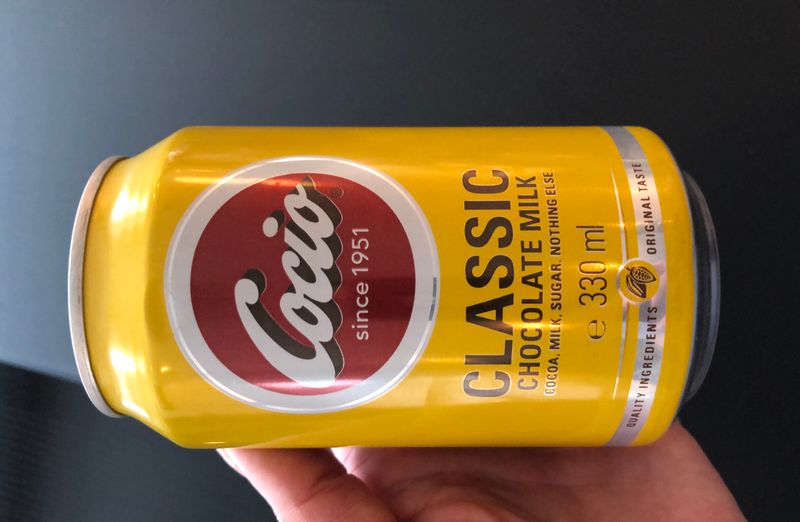 Cocio
since 1951
CLASSIC
CHOCOLATE MILK
COCOA, MILK, SUGAR. NOTHING ELSE
e 330 ml
QUALITY INGREDIENTS ORIGINAL TASTE